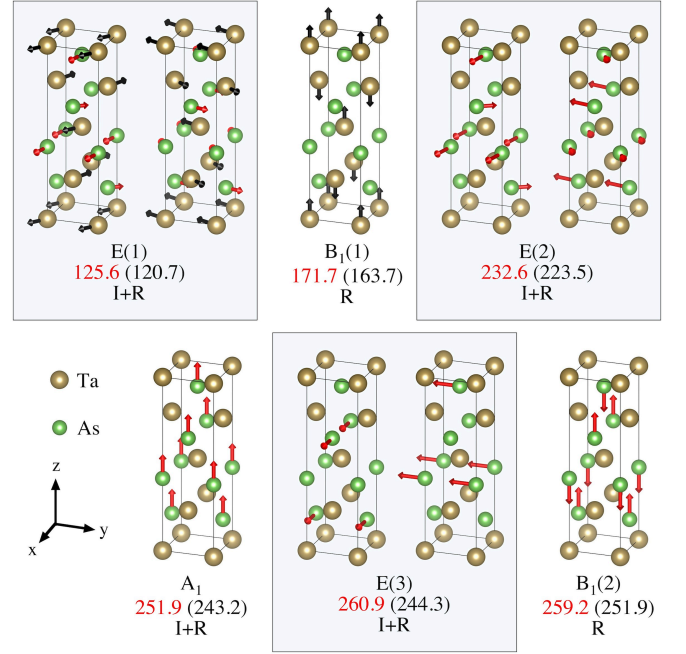 E(1)
125.6 (120.7)
I+R
B₁(1)
171.7 (163.7)
R
E(2)
232.6 (223.5)
I+R
Ta
As
z
y
x
A₁
251.9 (243.2)
I+R
E(3)
260.9 (244.3)
I+R
B₁(2)
259.2 (251.9)
R